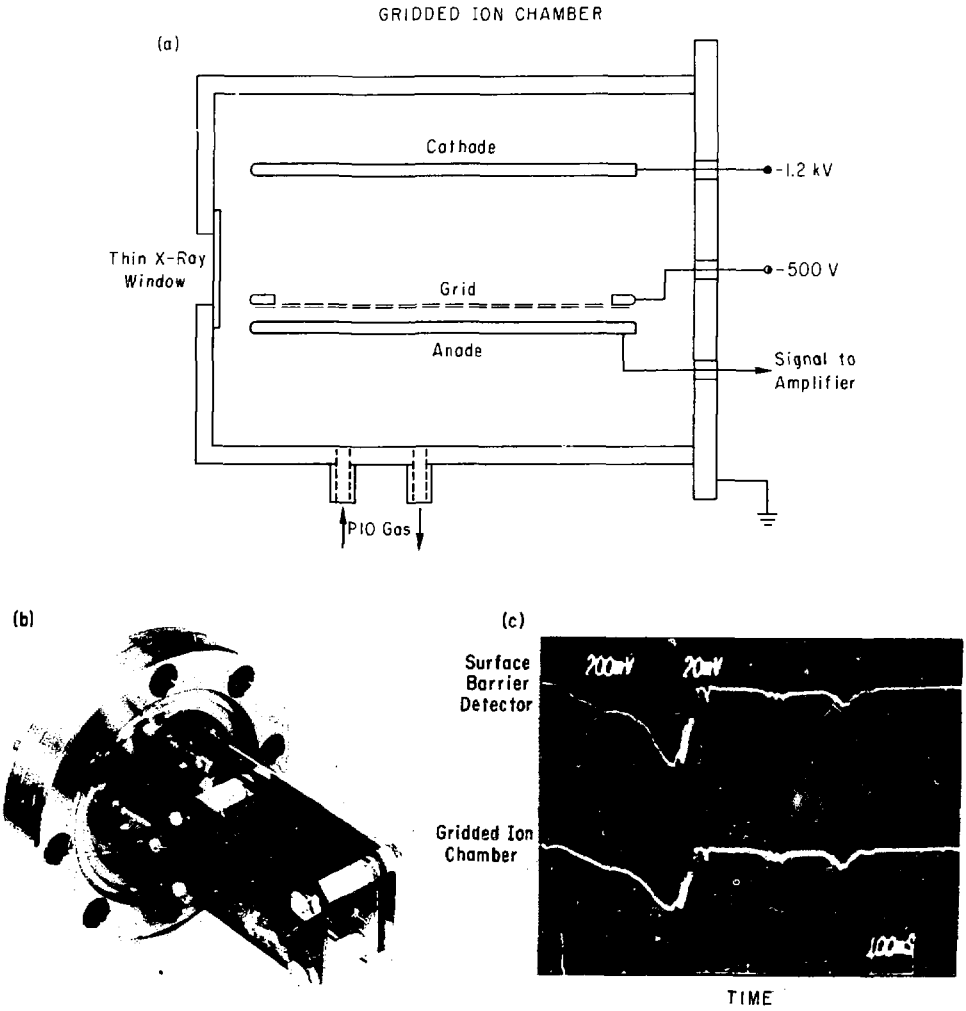 GRIDDED ION CHAMBER
(a)
Cathode
-1.2 kV
Thin X-Ray
Window
Grid
-500 V
Anode
Signal to
Amplifier
P10 Gas
(b)
(c)
Surface
Barrier
Detector
200mV
20mV
Gridded Ion
Chamber
100mS
TIME